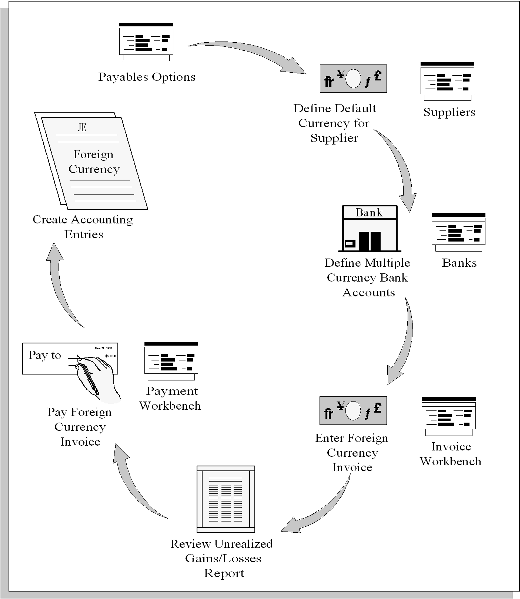 Payables Options
Define Default
Currency for
Supplier
Suppliers
JE
Foreign
Currency
Create Accounting
Entries
Bank
Define Multiple
Currency Bank
Accounts
Banks
Pay to
Pay Foreign
Currency
Invoice
Payment
Workbench
Enter Foreign
Currency
Invoice
Invoice
Workbench
Review Unrealized
Gains/Losses
Report